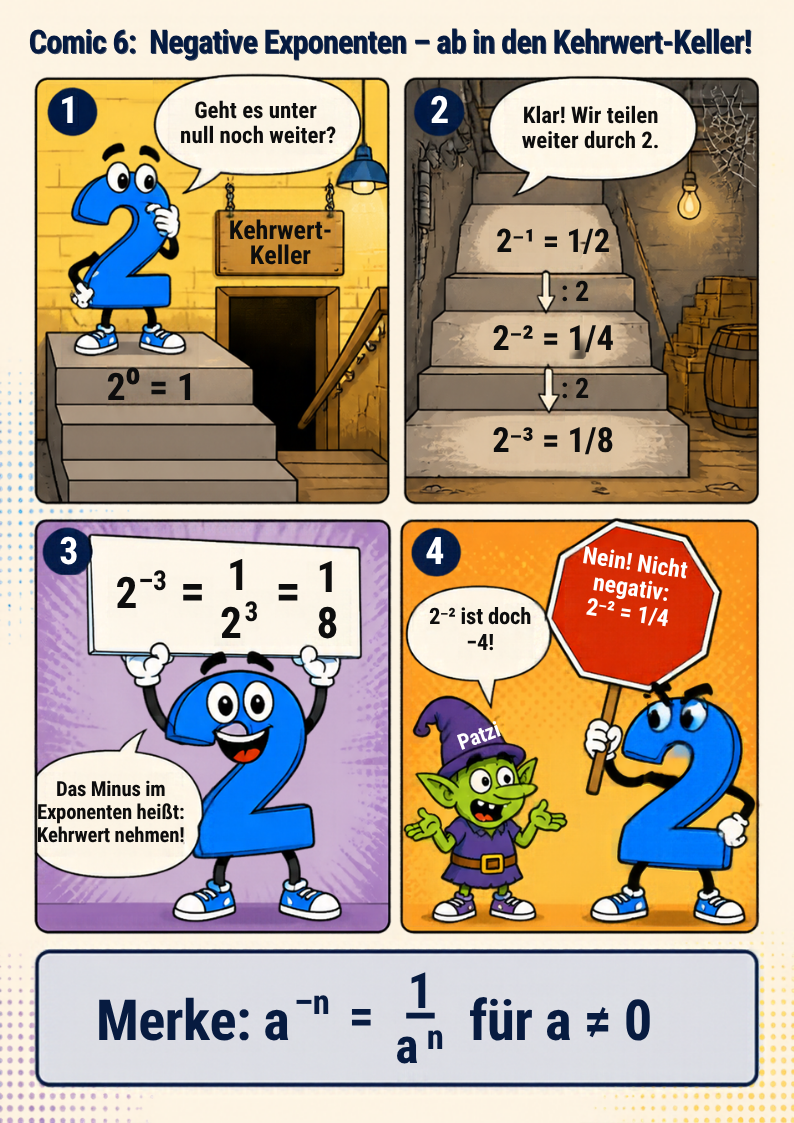 Comic 6: Negative Exponenten – ab in den Kehrwert-Keller!
1
Geht es unter
null noch weiter?
Kehrwert-
Keller
2⁰ = 1
2
Klar! Wir teilen
weiter durch 2.
2⁻¹ = 1/2
: 2
2⁻² = 1/4
: 2
2⁻³ = 1/8
3
2⁻³ = 1/2³ = 1/8
Das Minus im
Exponenten heißt:
Kehrwert nehmen!
4
2⁻² ist doch
−4!
Nein! Nicht
negativ:
2⁻² = 1/4
Patzi
Merke: a⁻ⁿ = 1/aⁿ für a ≠ 0